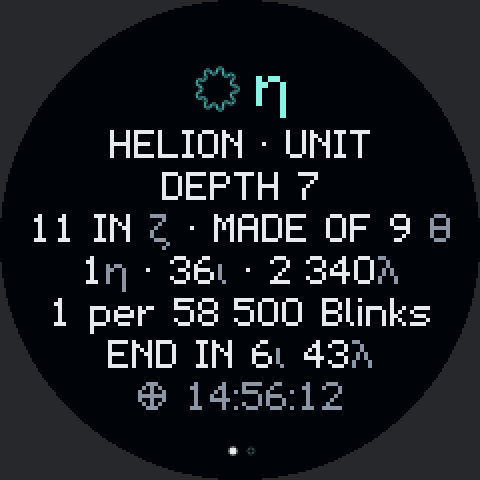 η
HELION · UNIT
DEPTH 7
11 IN ζ · MADE OF 9 θ
1η · 36ι · 2 340λ
1 per 58 500 Blinks
END IN 6ι 43λ
⊕ 14:56:12